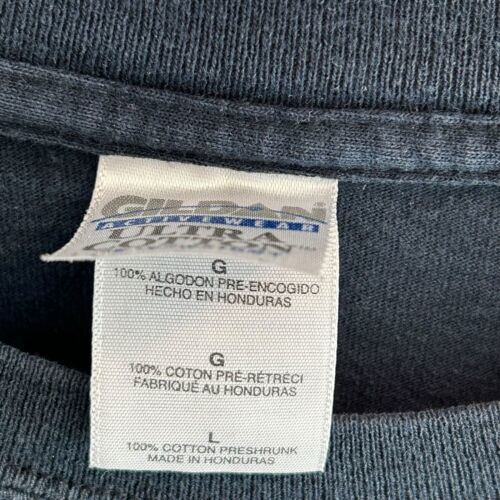 GILDAN
ACTIVEWEAR
ULTRA
COTTON™
G
100% ALGODON PRE-ENCOGIDO
HECHO EN HONDURAS
G
100% COTON PRÉ-RÉTRÉCI
FABRIQUÉ AU HONDURAS
L
100% COTTON PRESHRUNK
MADE IN HONDURAS